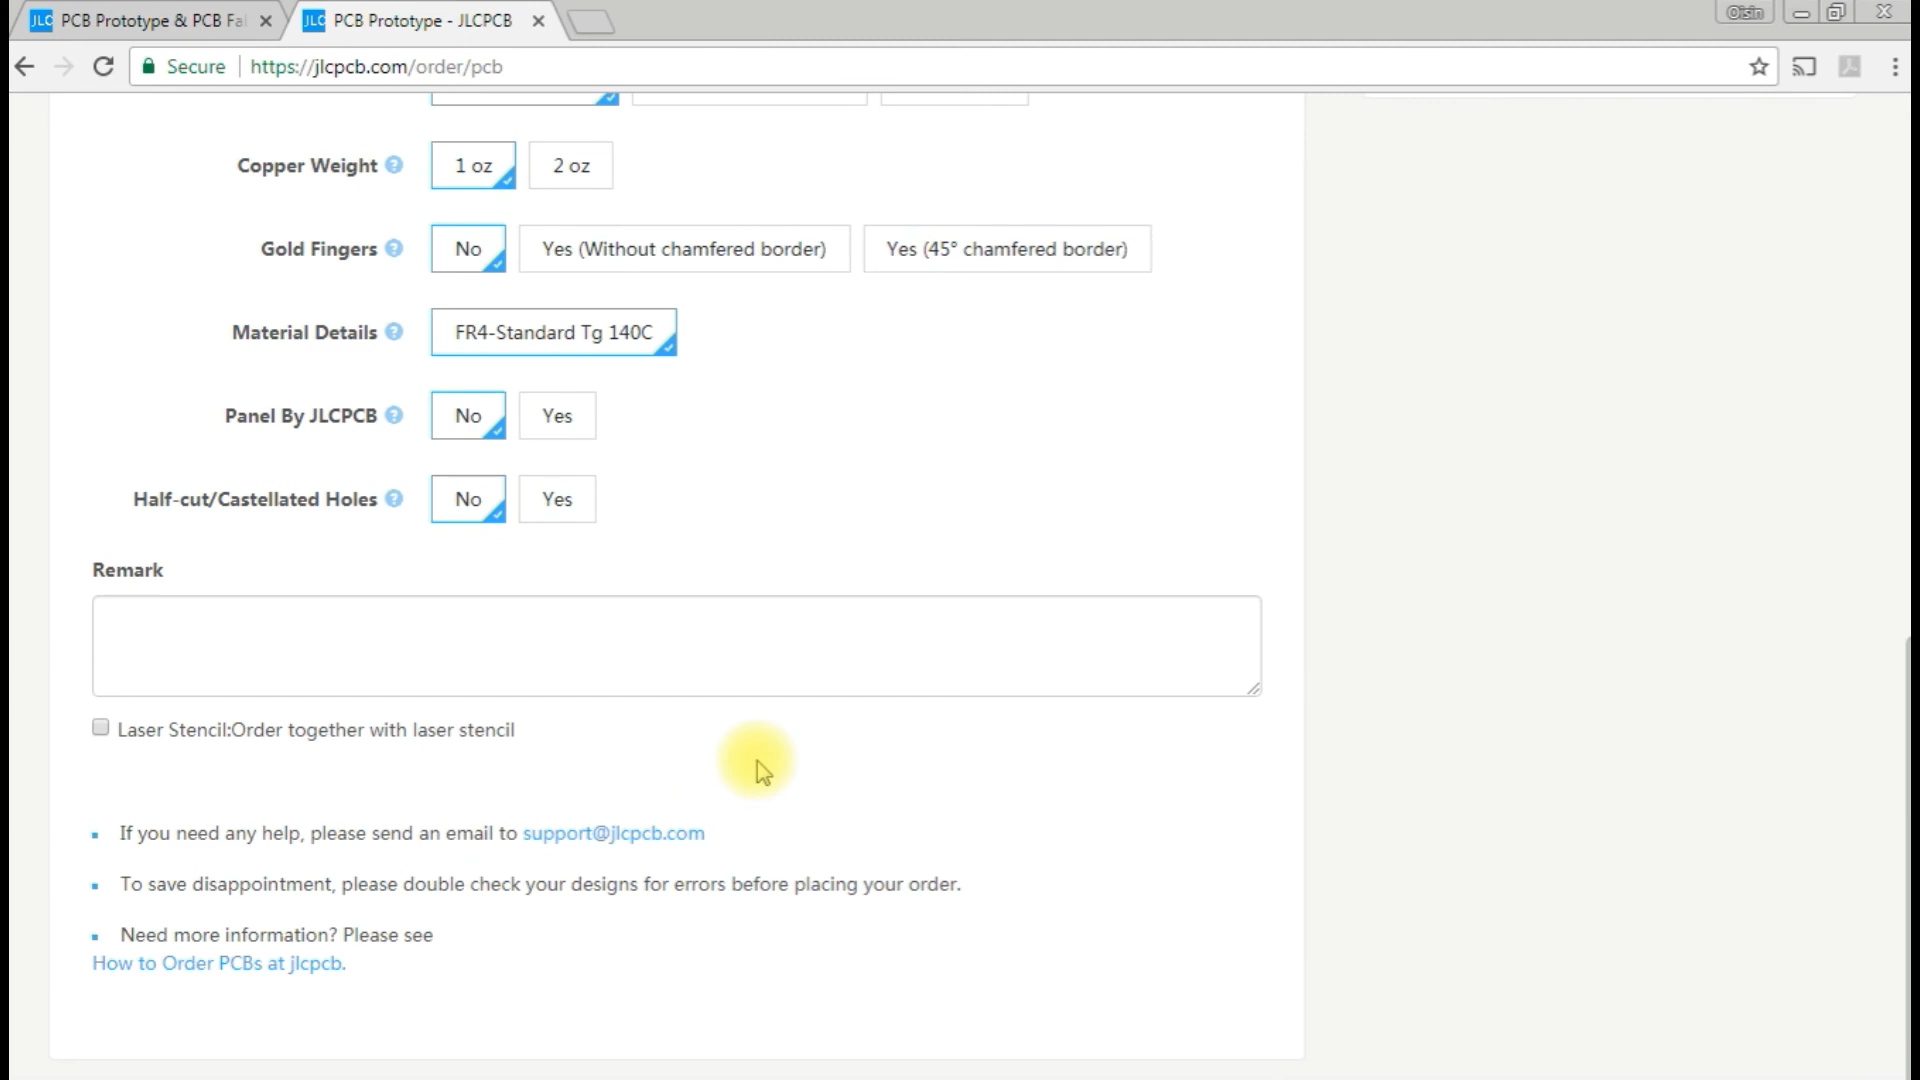 JLC PCB Prototype & PCB Fal
JLC PCB Prototype - JLCPCB
Oisin
Secure https://jlcpcb.com/order/pcb
Copper Weight ? 1 oz 2 oz
Gold Fingers ? No Yes (Without chamfered border) Yes (45° chamfered border)
Material Details ? FR4-Standard Tg 140C
Panel By JLCPCB ? No Yes
Half-cut/Castellated Holes ? No Yes
Remark
Laser Stencil:Order together with laser stencil
If you need any help, please send an email to support@jlcpcb.com
To save disappointment, please double check your designs for errors before placing your order.
Need more information? Please see
How to Order PCBs at jlcpcb.